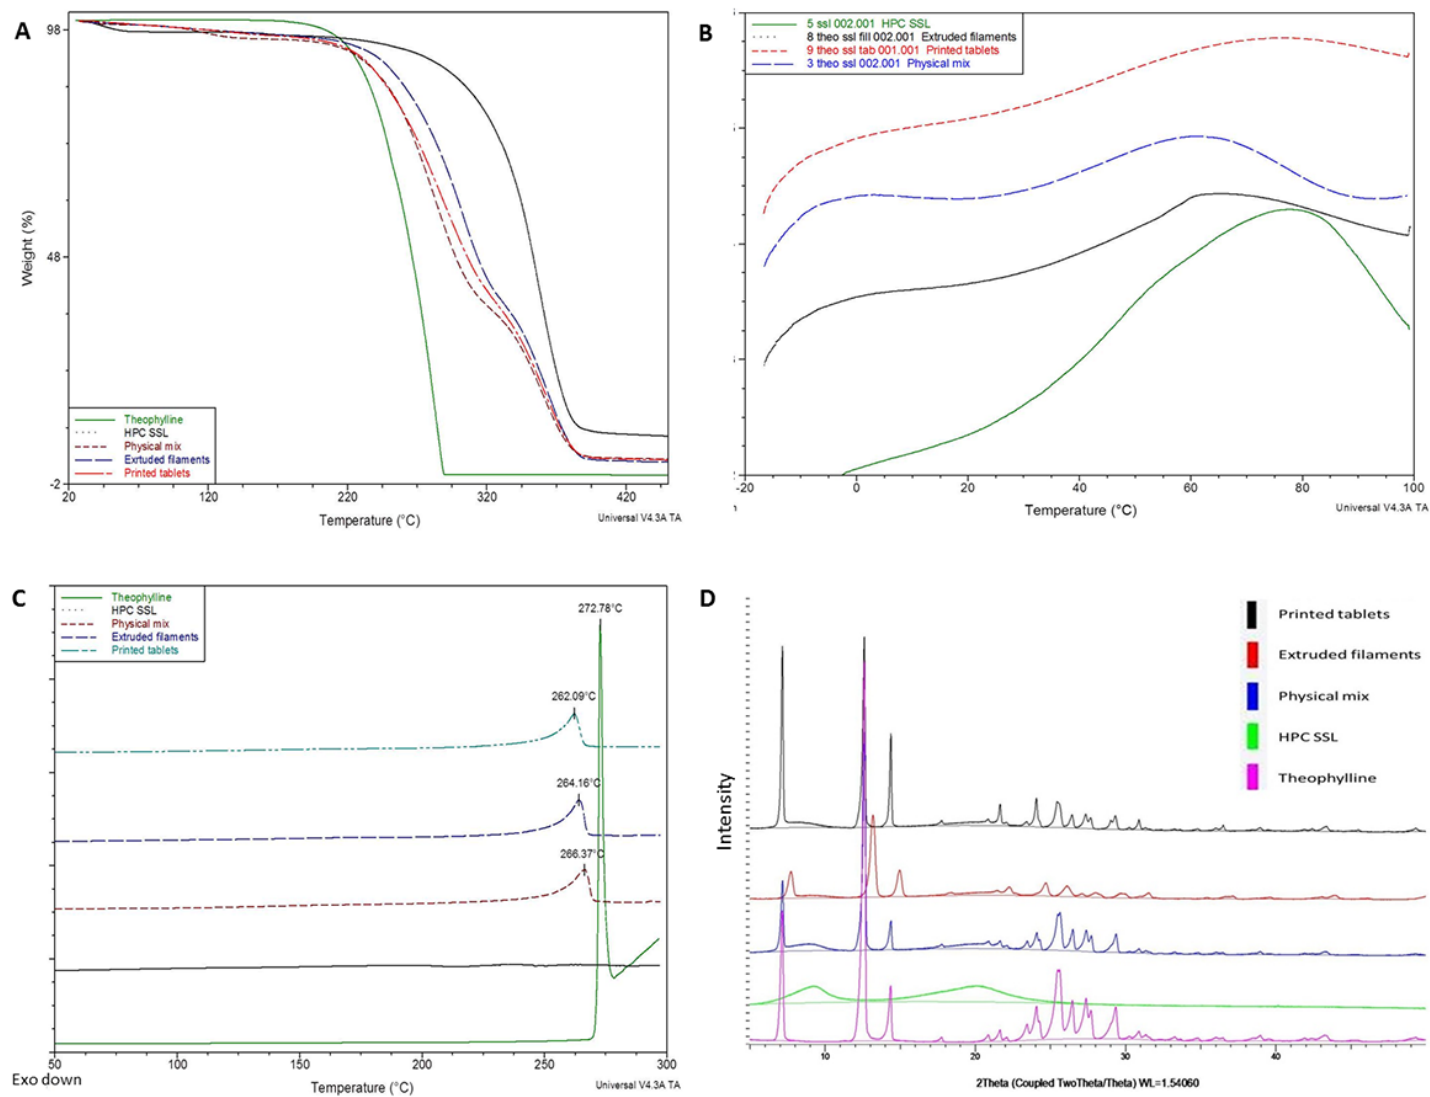 A
98
48
-2
Weight (%)
Theophylline
HPC SSL
Physical mix
Exrtuded filaments
Printed tablets
20
120
220
320
420
Temperature (°C)
Universal V4.3A TA
B
5 ssl 002.001 HPC SSL
8 theo ssl fill 002.001 Extruded filaments
9 theo ssl tab 001.001 Printed tablets
3 theo ssl 002.001 Physical mix
-20
0
20
40
60
80
100
Temperature (°C)
Universal V4.3A TA
C
Theophylline
HPC SSL
Physical mix
Extruded filaments
Printed tablets
272.78°C
262.09°C
264.16°C
266.37°C
50
100
150
200
250
300
Exo down
Temperature (°C)
Universal V4.3A TA
D
Printed tablets
Extruded filaments
Physical mix
HPC SSL
Theophylline
Intensity
10
20
30
40
2Theta (Coupled TwoTheta/Theta) WL=1.54060